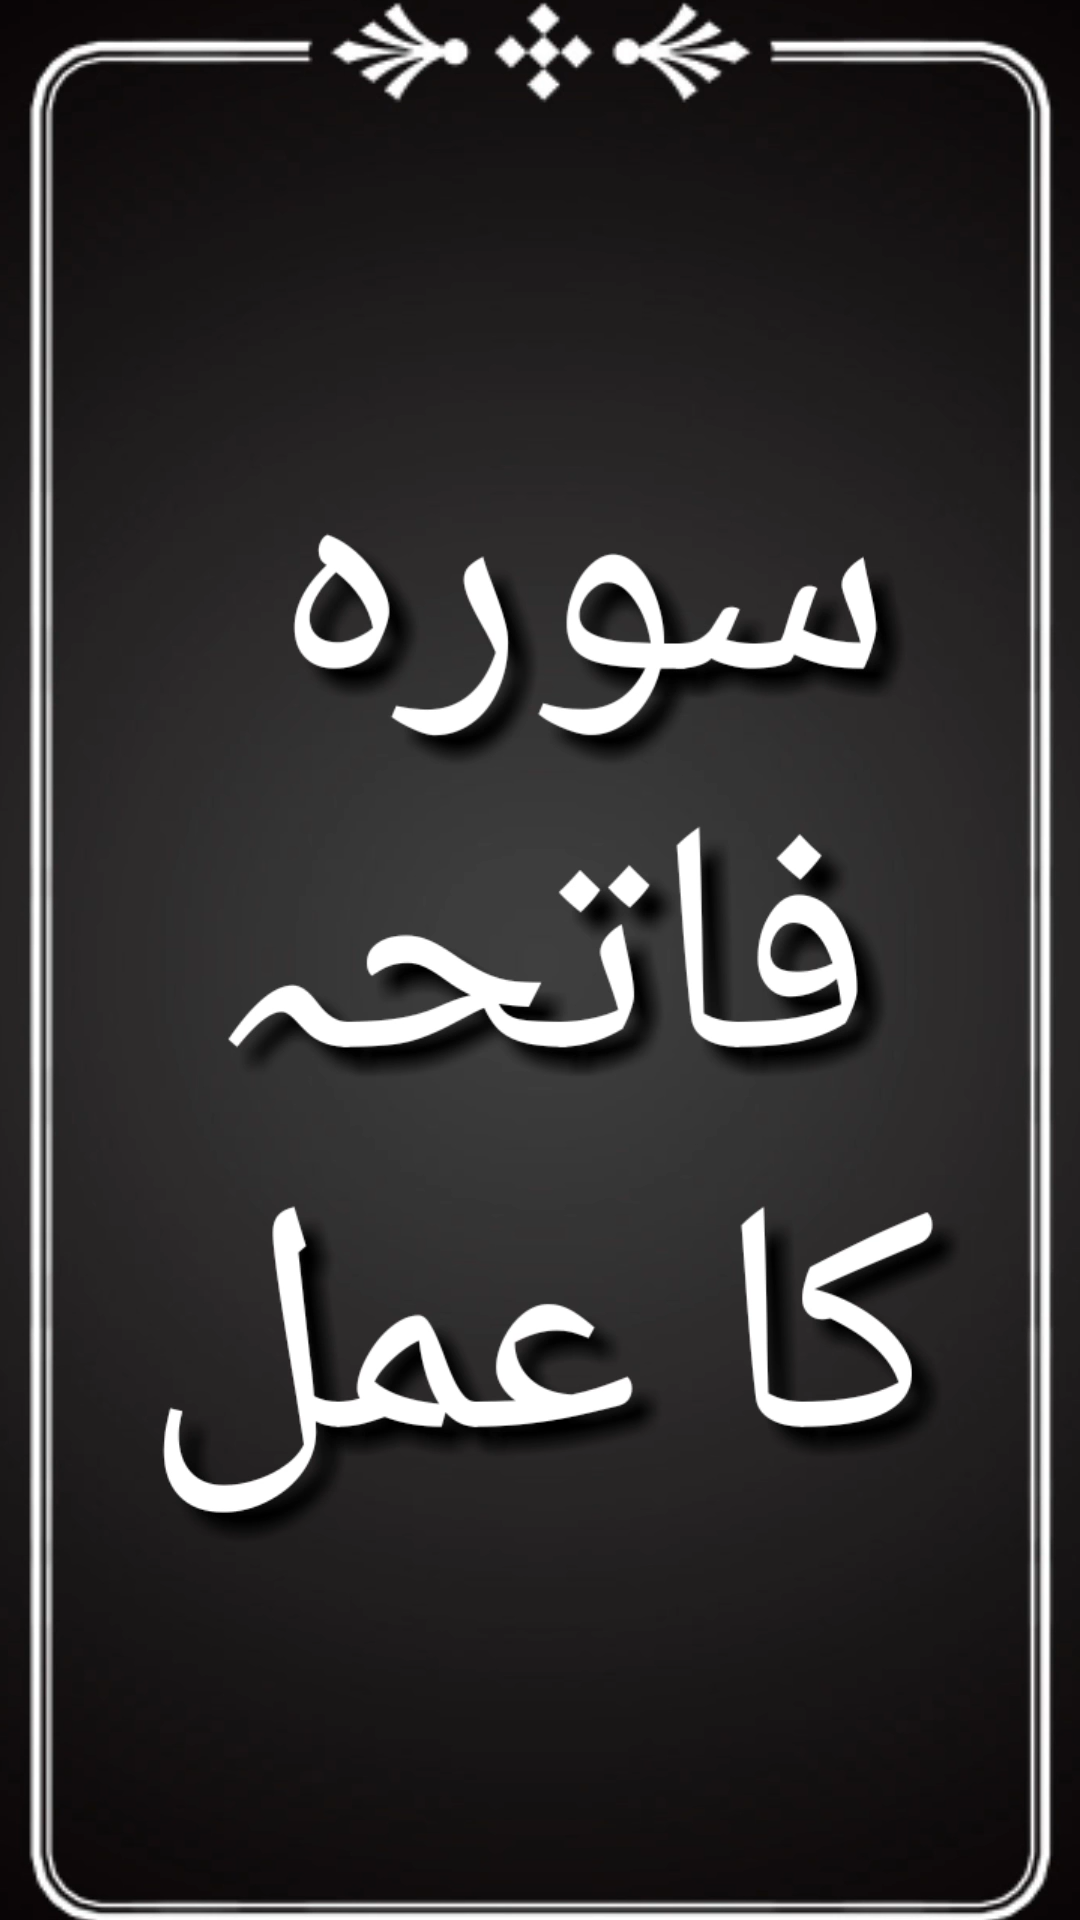 سورہ
فاتحہ
کا عمل